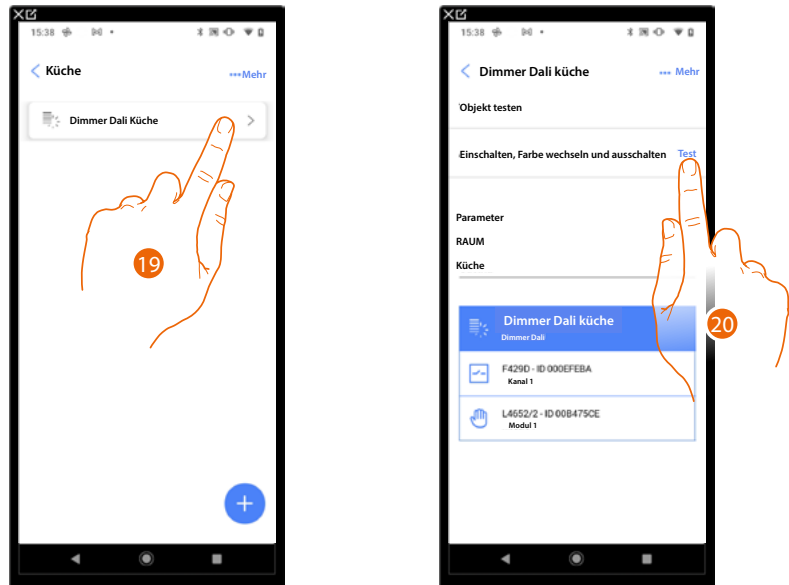 15:38
Küche
••• Mehr
Dimmer Dali Küche
19
15:38
Dimmer Dali küche
••• Mehr
Objekt testen
Einschalten, Farbe wechseln und ausschalten Test
Parameter
RAUM
Küche
20
Dimmer Dali küche
Dimmer Dali
F429D - ID 000EFEBA
Kanal 1
L4652/2 - ID 00B475CE
Modul 1